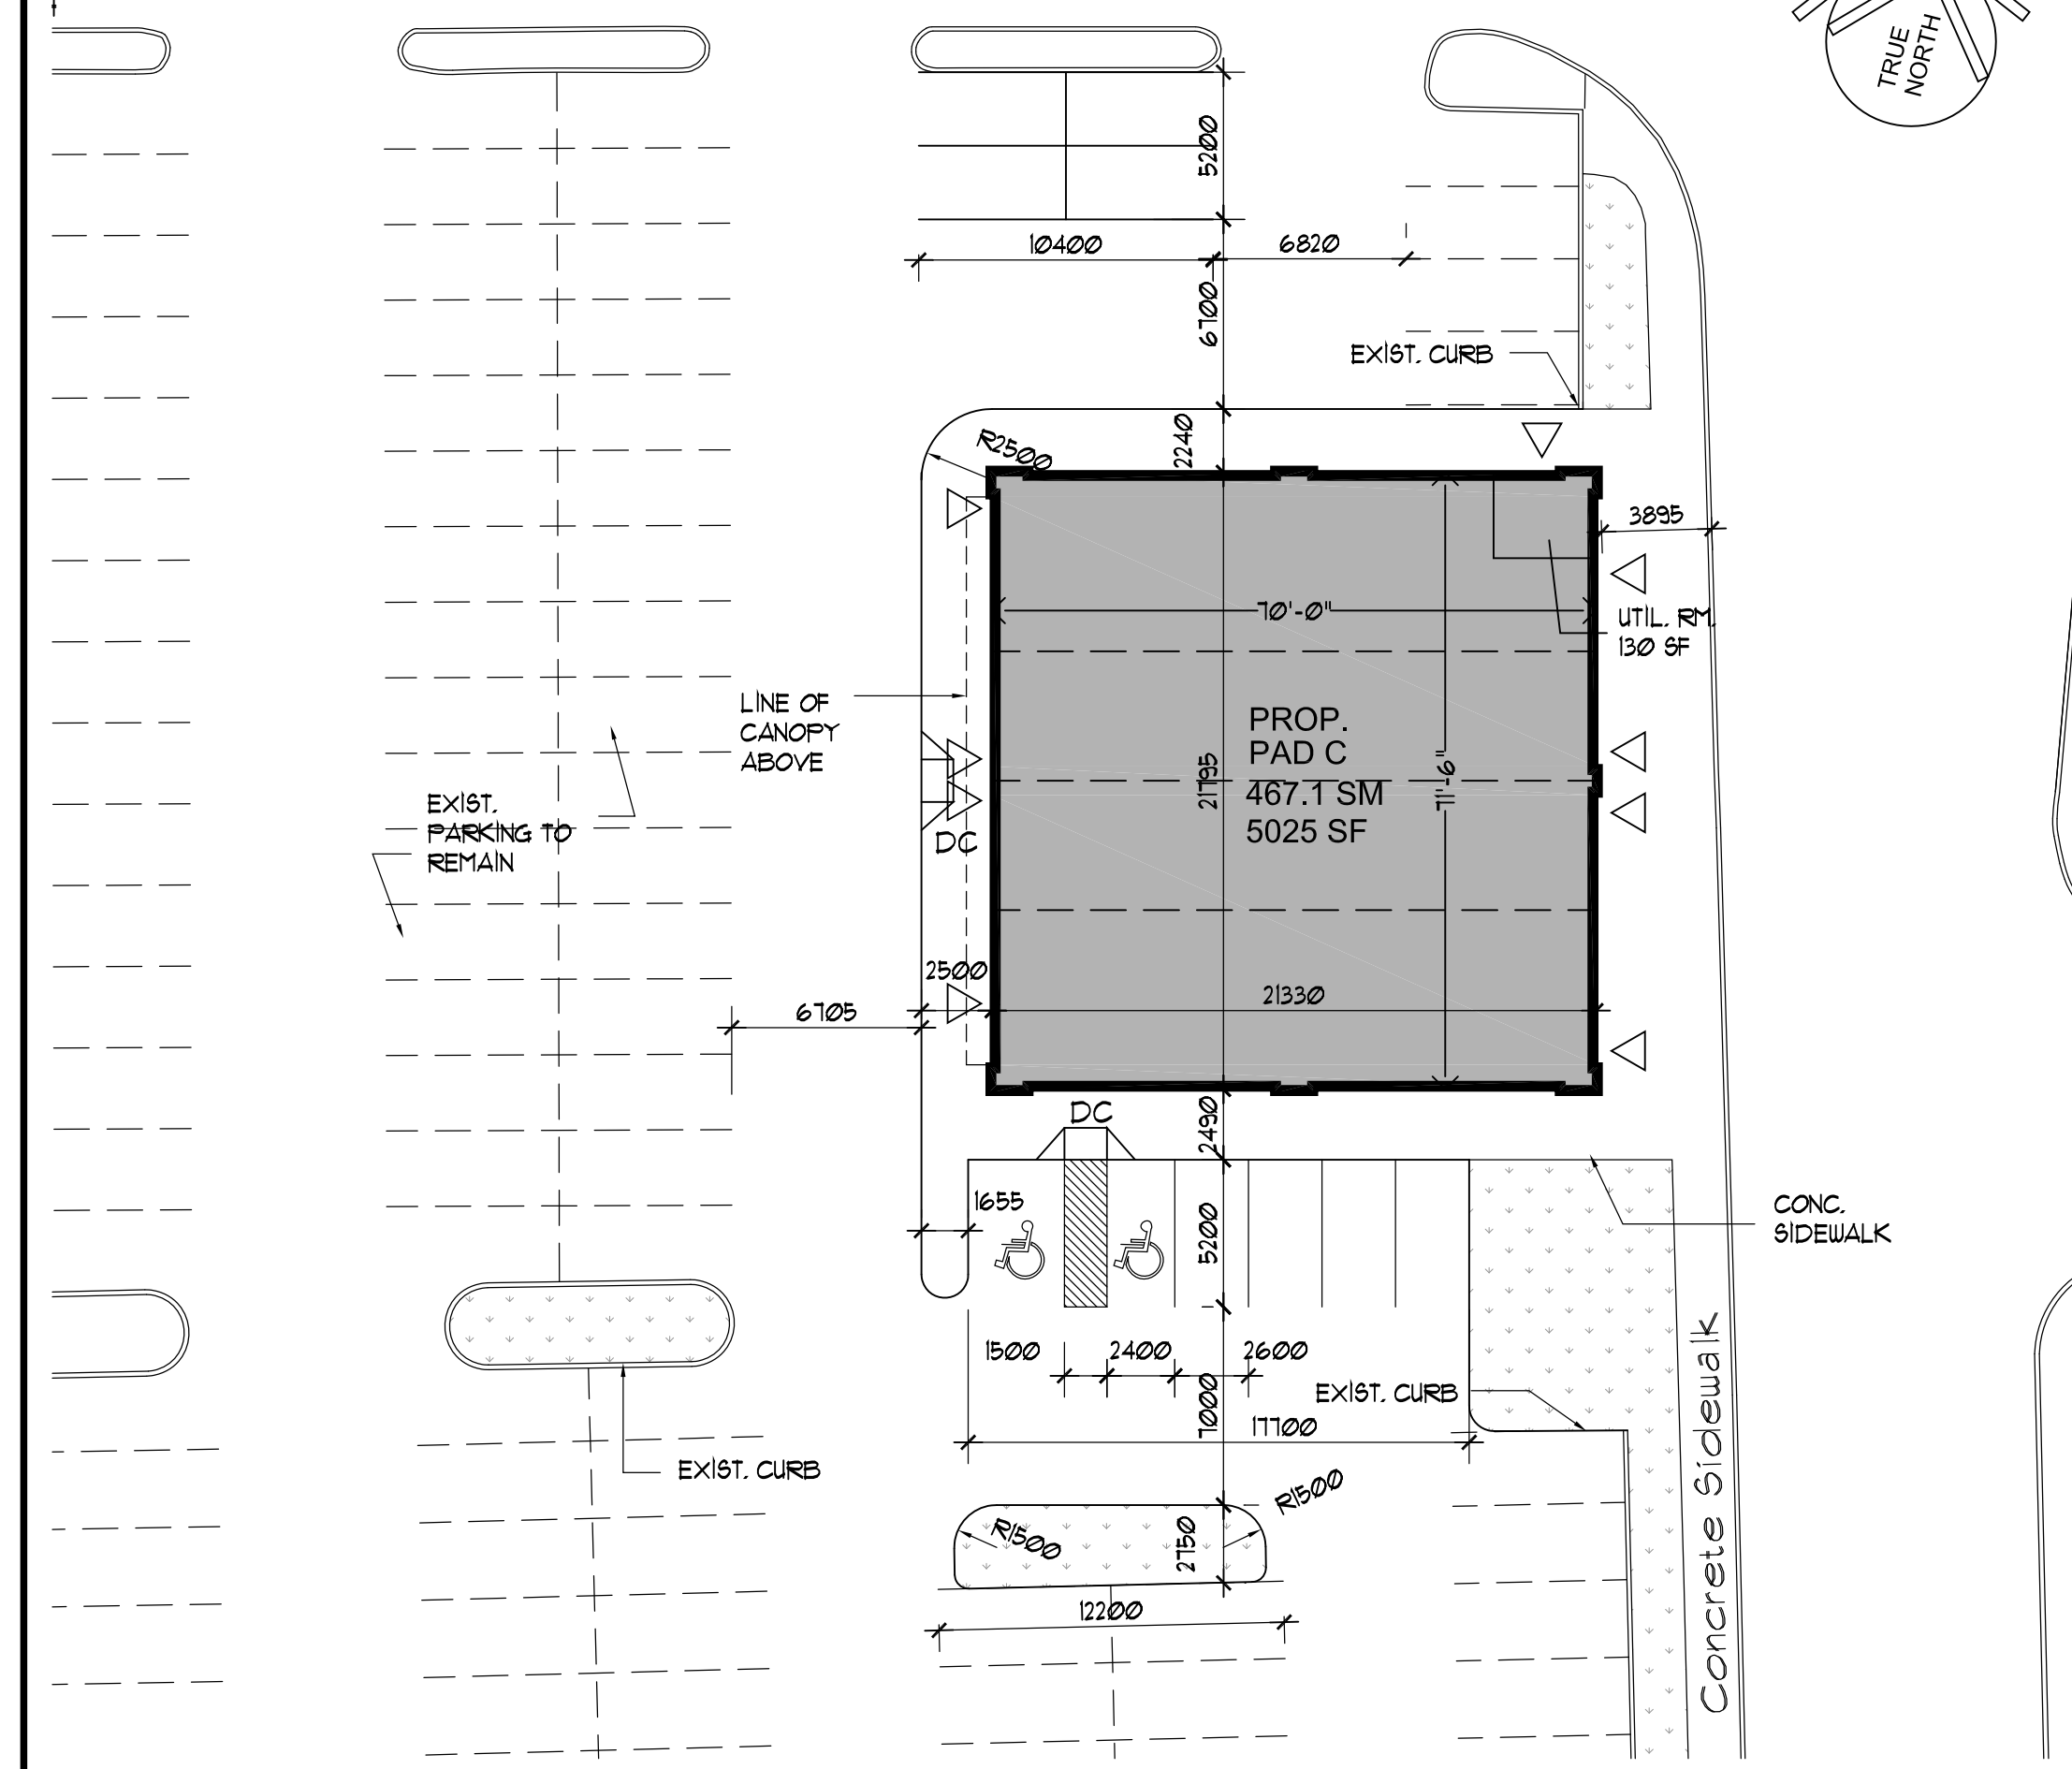 TRUE
NORTH
5200
10400
6820
6700
EXIST. CURB
2240
R2500
3895
70'-0"
UTIL. RM.
130 SF
LINE OF
CANOPY
ABOVE
PROP.
PAD C
467.1 SM
5025 SF
21795
71'-6"
EXIST.
PARKING TO
REMAIN
DC
2500
21330
6705
DC
2490
1655
5200
CONC.
SIDEWALK
1500
2400
2600
7000
EXIST. CURB
17700
EXIST. CURB
R1500
R1500
2750
12200
Concrete Sidewalk